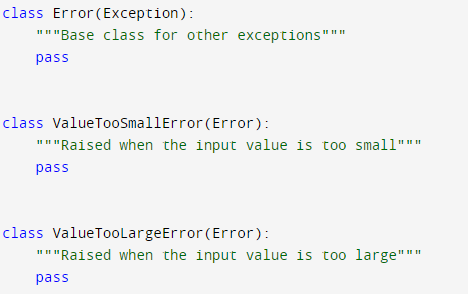 class Error(Exception):
    """Base class for other exceptions"""
    pass
class ValueTooSmallError(Error):
    """Raised when the input value is too small"""
    pass
class ValueTooLargeError(Error):
    """Raised when the input value is too large"""
    pass